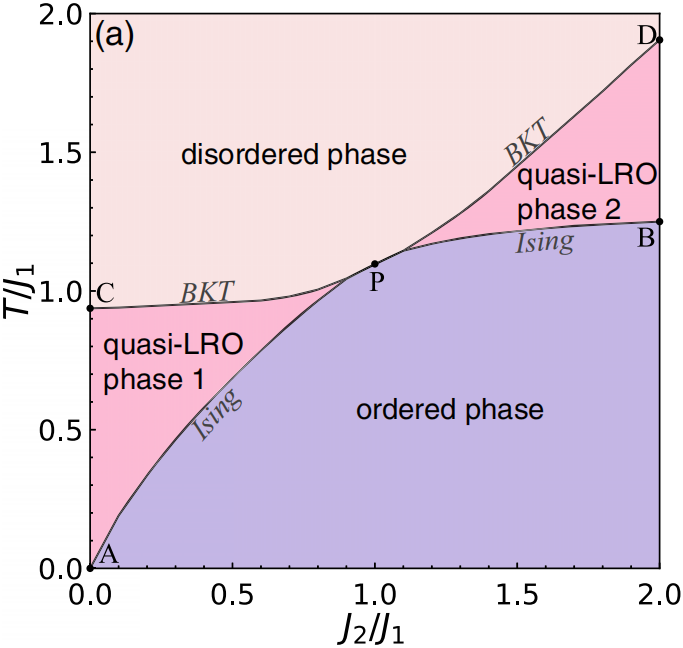 (a)
2.0
D
disordered phase
BKT
1.5
quasi-LRO
phase 2
B
Ising
T/J₁
P
C
BKT
1.0
quasi-LRO
phase 1
ordered phase
Ising
0.5
A
0.0
0.0 0.5 1.0 1.5 2.0
J₂/J₁